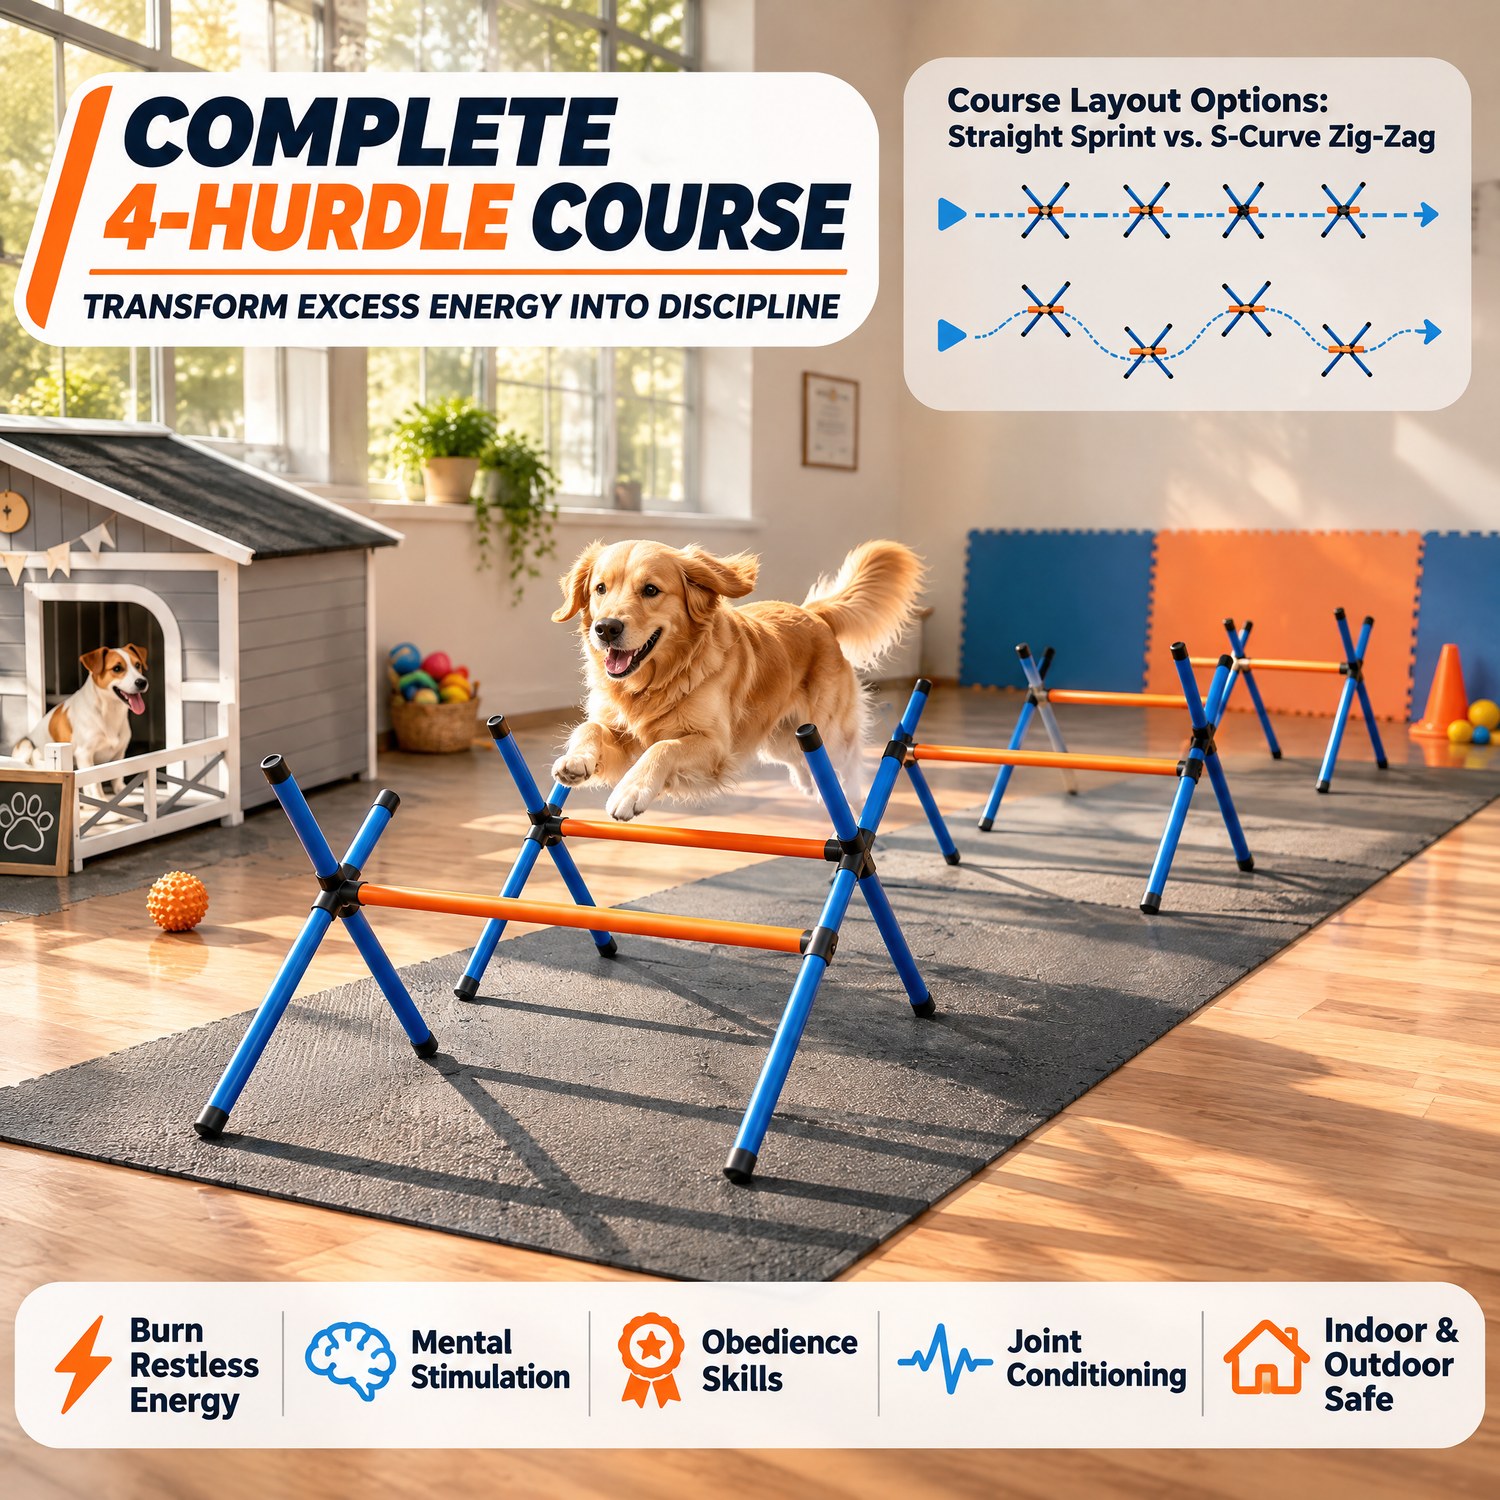 COMPLETE
4-HURDLE COURSE
TRANSFORM EXCESS ENERGY INTO DISCIPLINE
Course Layout Options:
Straight Sprint vs. S-Curve Zig-Zag
Burn
Restless
Energy
Mental
Stimulation
Obedience
Skills
Joint
Conditioning
Indoor &
Outdoor
Safe